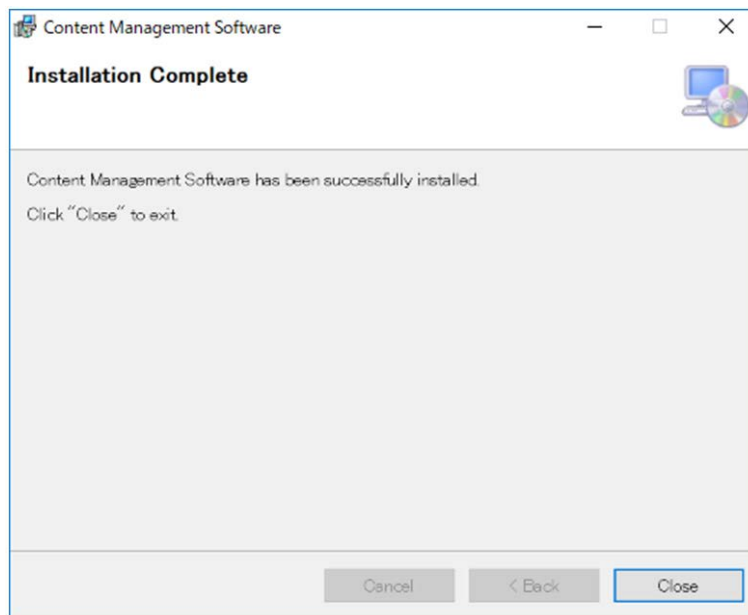 Content Management Software
Installation Complete
Content Management Software has been successfully installed.
Click "Close" to exit.
Cancel
< Back
Close